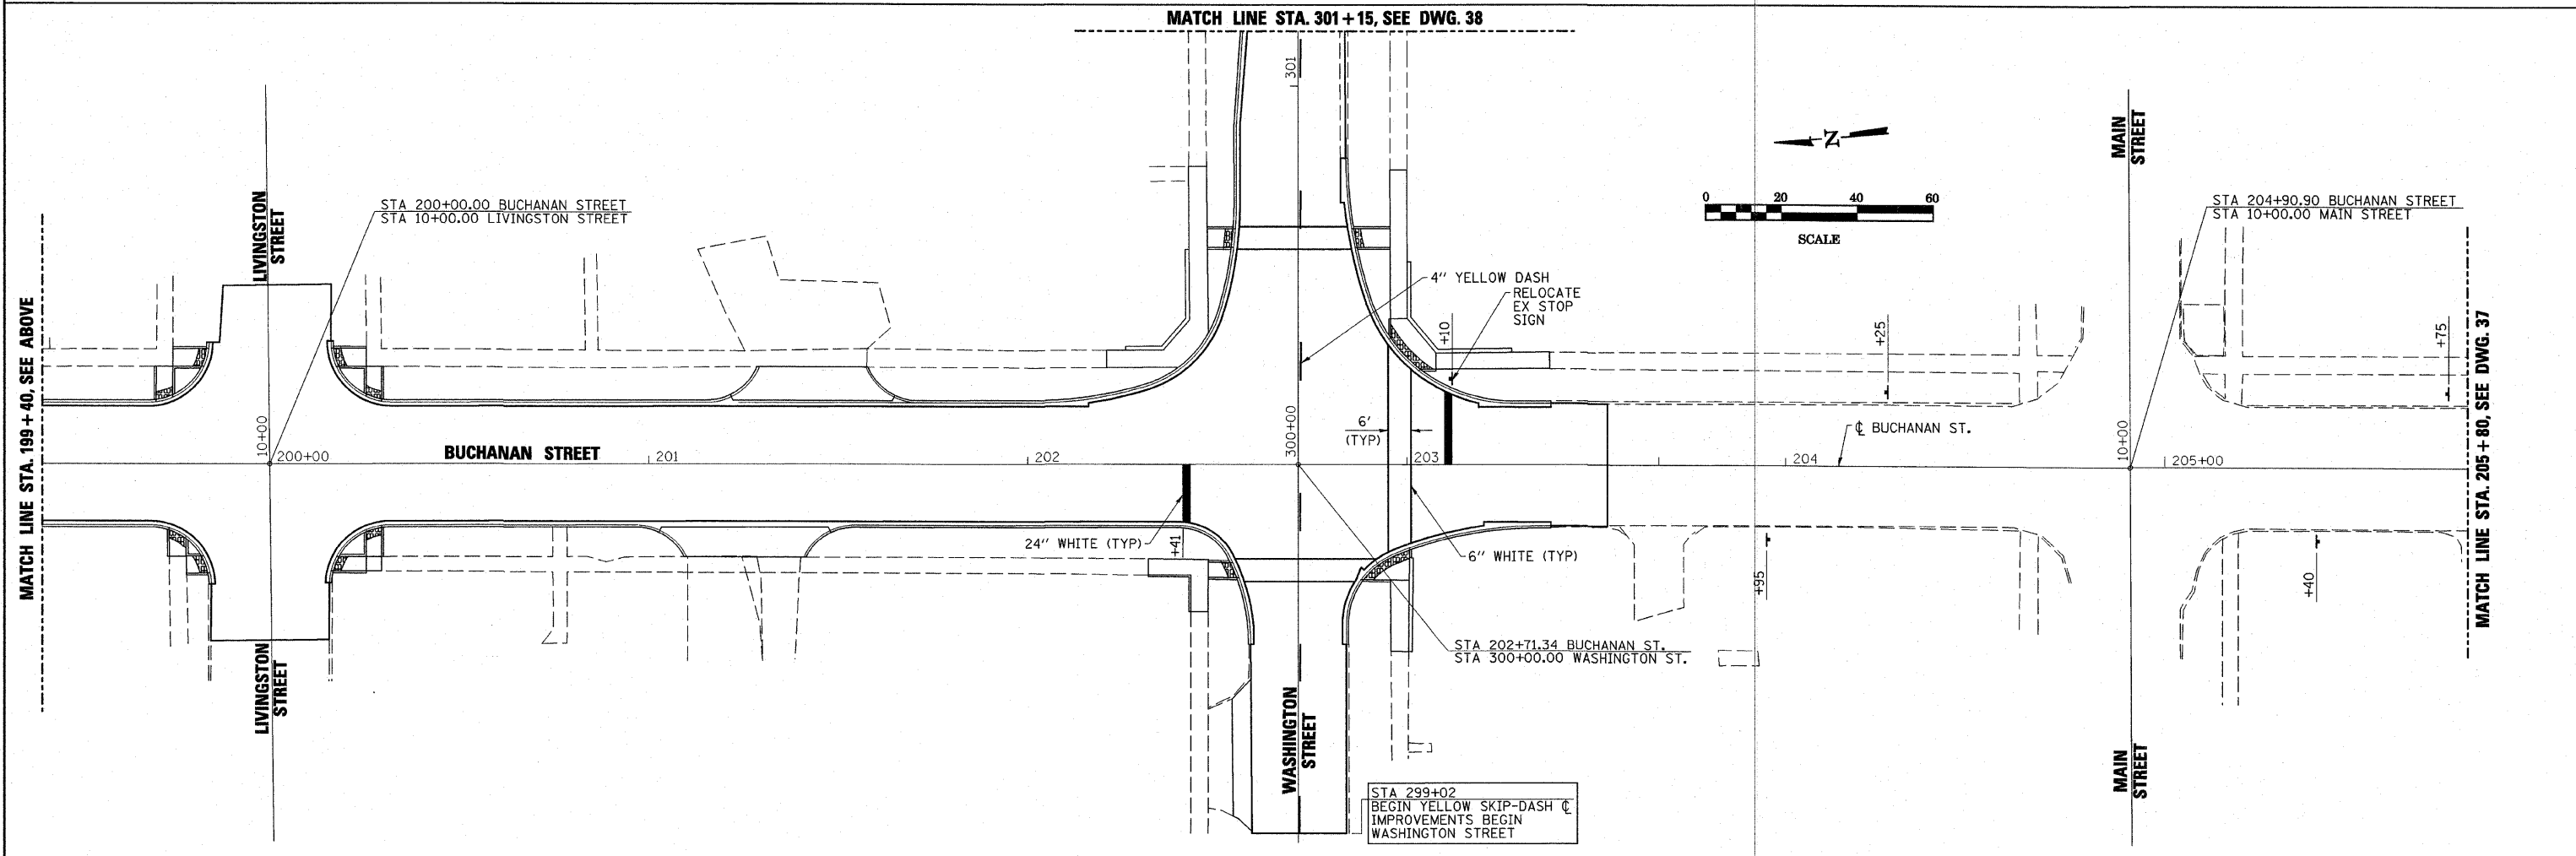 MATCH LINE STA. 301+15, SEE DWG. 38
301
Z
MAIN STREET
LIVINGSTON STREET
STA 200+00.00 BUCHANAN STREET
STA 10+00.00 LIVINGSTON STREET
0 20 40 60
SCALE
STA 204+90.90 BUCHANAN STREET
STA 10+00.00 MAIN STREET
4" YELLOW DASH
RELOCATE
EX STOP
SIGN
+10
+25
+75
MATCH LINE STA. 199+40, SEE ABOVE
MATCH LINE STA. 205+80, SEE DWG. 37
10+00
200+00
BUCHANAN STREET
201
202
300+00
6'
(TYP)
203
℄ BUCHANAN ST.
204
10+00
205+00
24" WHITE (TYP)
+41
6" WHITE (TYP)
+95
+40
STA 202+71.34 BUCHANAN ST.
STA 300+00.00 WASHINGTON ST.
LIVINGSTON STREET
WASHINGTON STREET
MAIN STREET
STA 299+02
BEGIN YELLOW SKIP-DASH ℄
IMPROVEMENTS BEGIN
WASHINGTON STREET